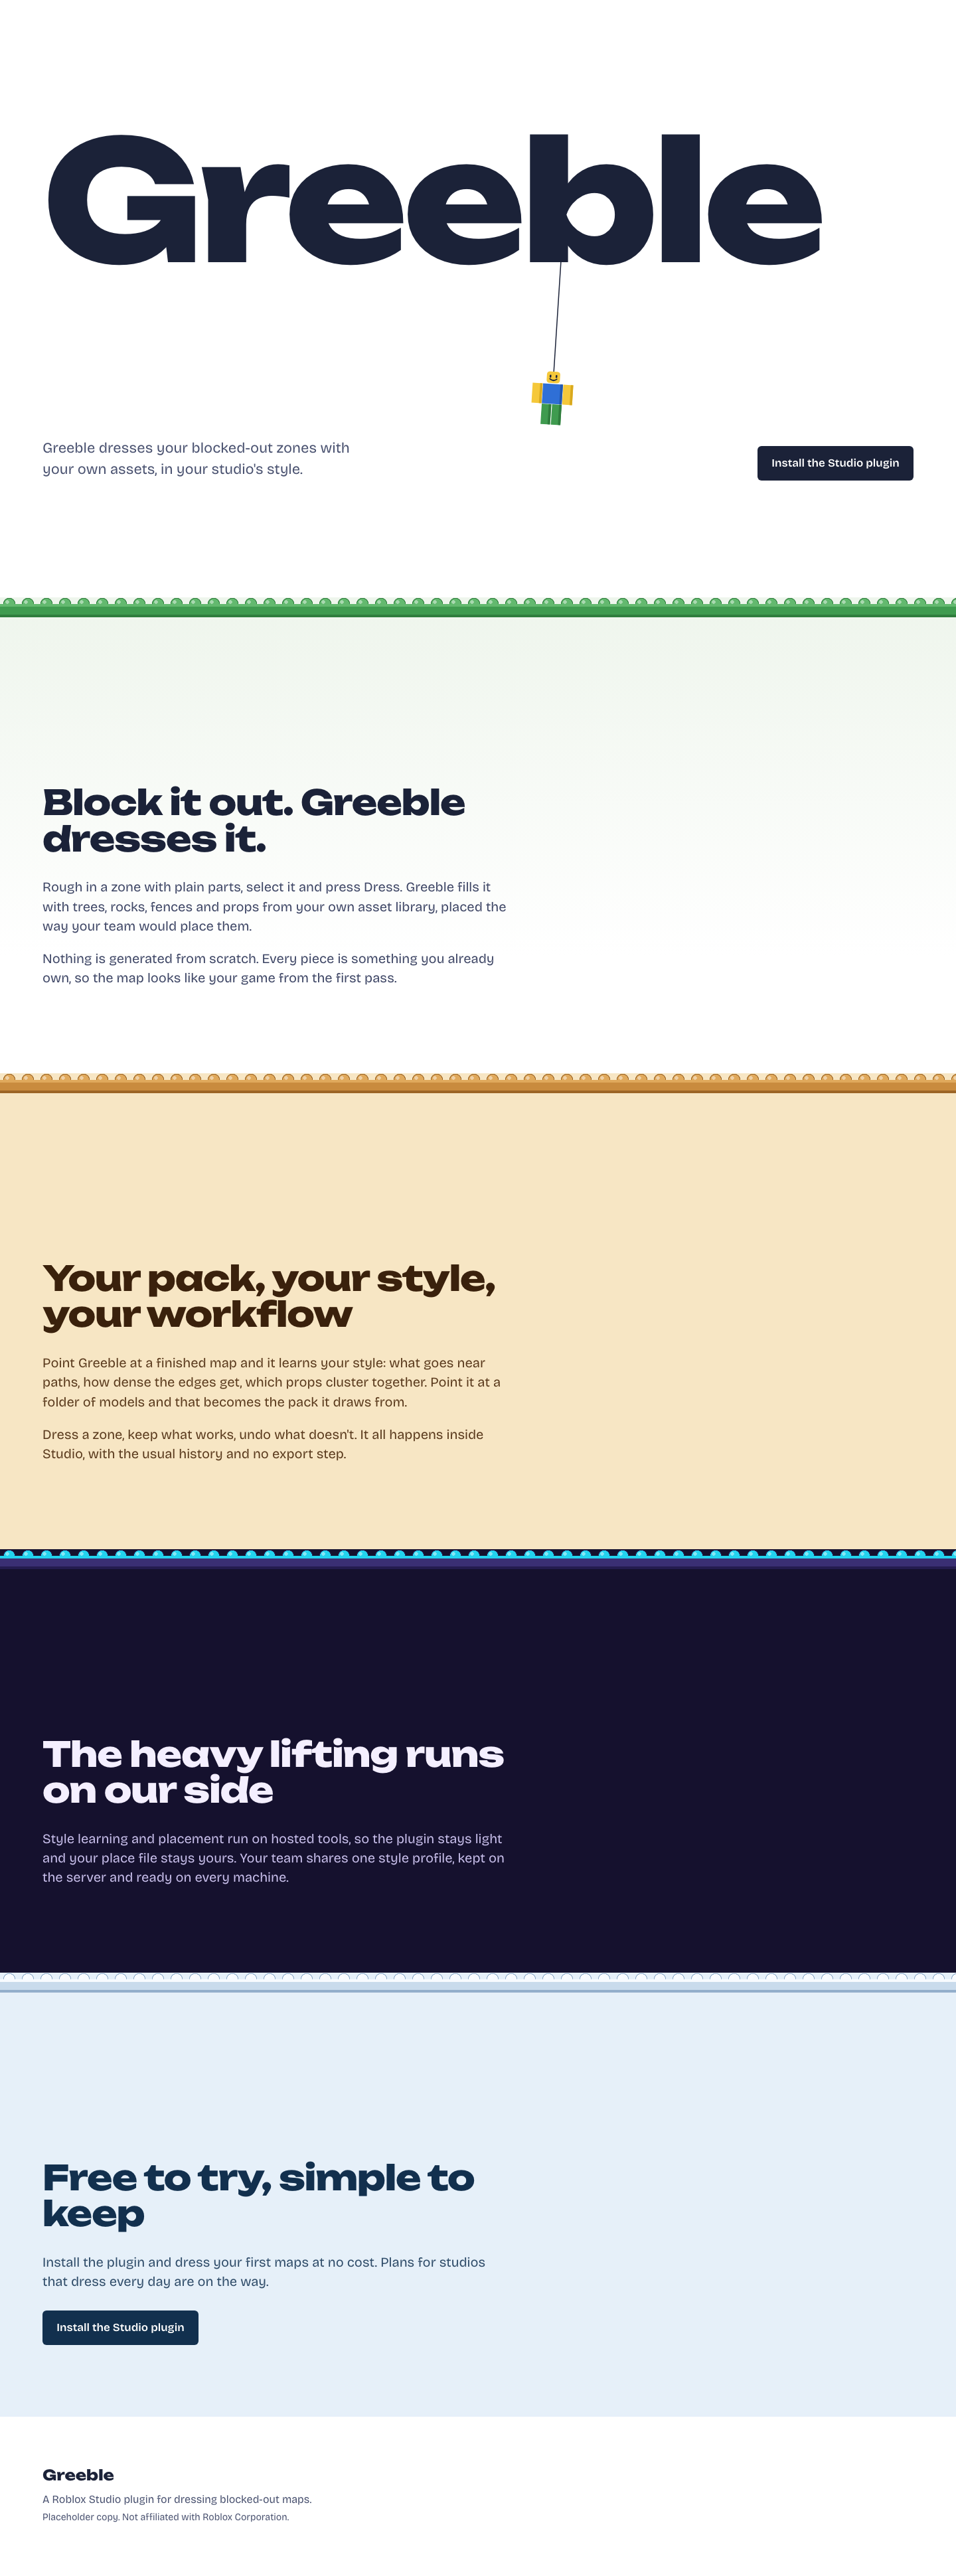 Greeble
Greeble dresses your blocked-out zones with
your own assets, in your studio's style.
Install the Studio plugin
Block it out. Greeble
dresses it.
Rough in a zone with plain parts, select it and press Dress. Greeble fills it
with trees, rocks, fences and props from your own asset library, placed the
way your team would place them.
Nothing is generated from scratch. Every piece is something you already
own, so the map looks like your game from the first pass.
Your pack, your style,
your workflow
Point Greeble at a finished map and it learns your style: what goes near
paths, how dense the edges get, which props cluster together. Point it at a
folder of models and that becomes the pack it draws from.
Dress a zone, keep what works, undo what doesn't. It all happens inside
Studio, with the usual history and no export step.
The heavy lifting runs
on our side
Style learning and placement run on hosted tools, so the plugin stays light
and your place file stays yours. Your team shares one style profile, kept on
the server and ready on every machine.
Free to try, simple to
keep
Install the plugin and dress your first maps at no cost. Plans for studios
that dress every day are on the way.
Install the Studio plugin
Greeble
A Roblox Studio plugin for dressing blocked-out maps.
Placeholder copy. Not affiliated with Roblox Corporation.